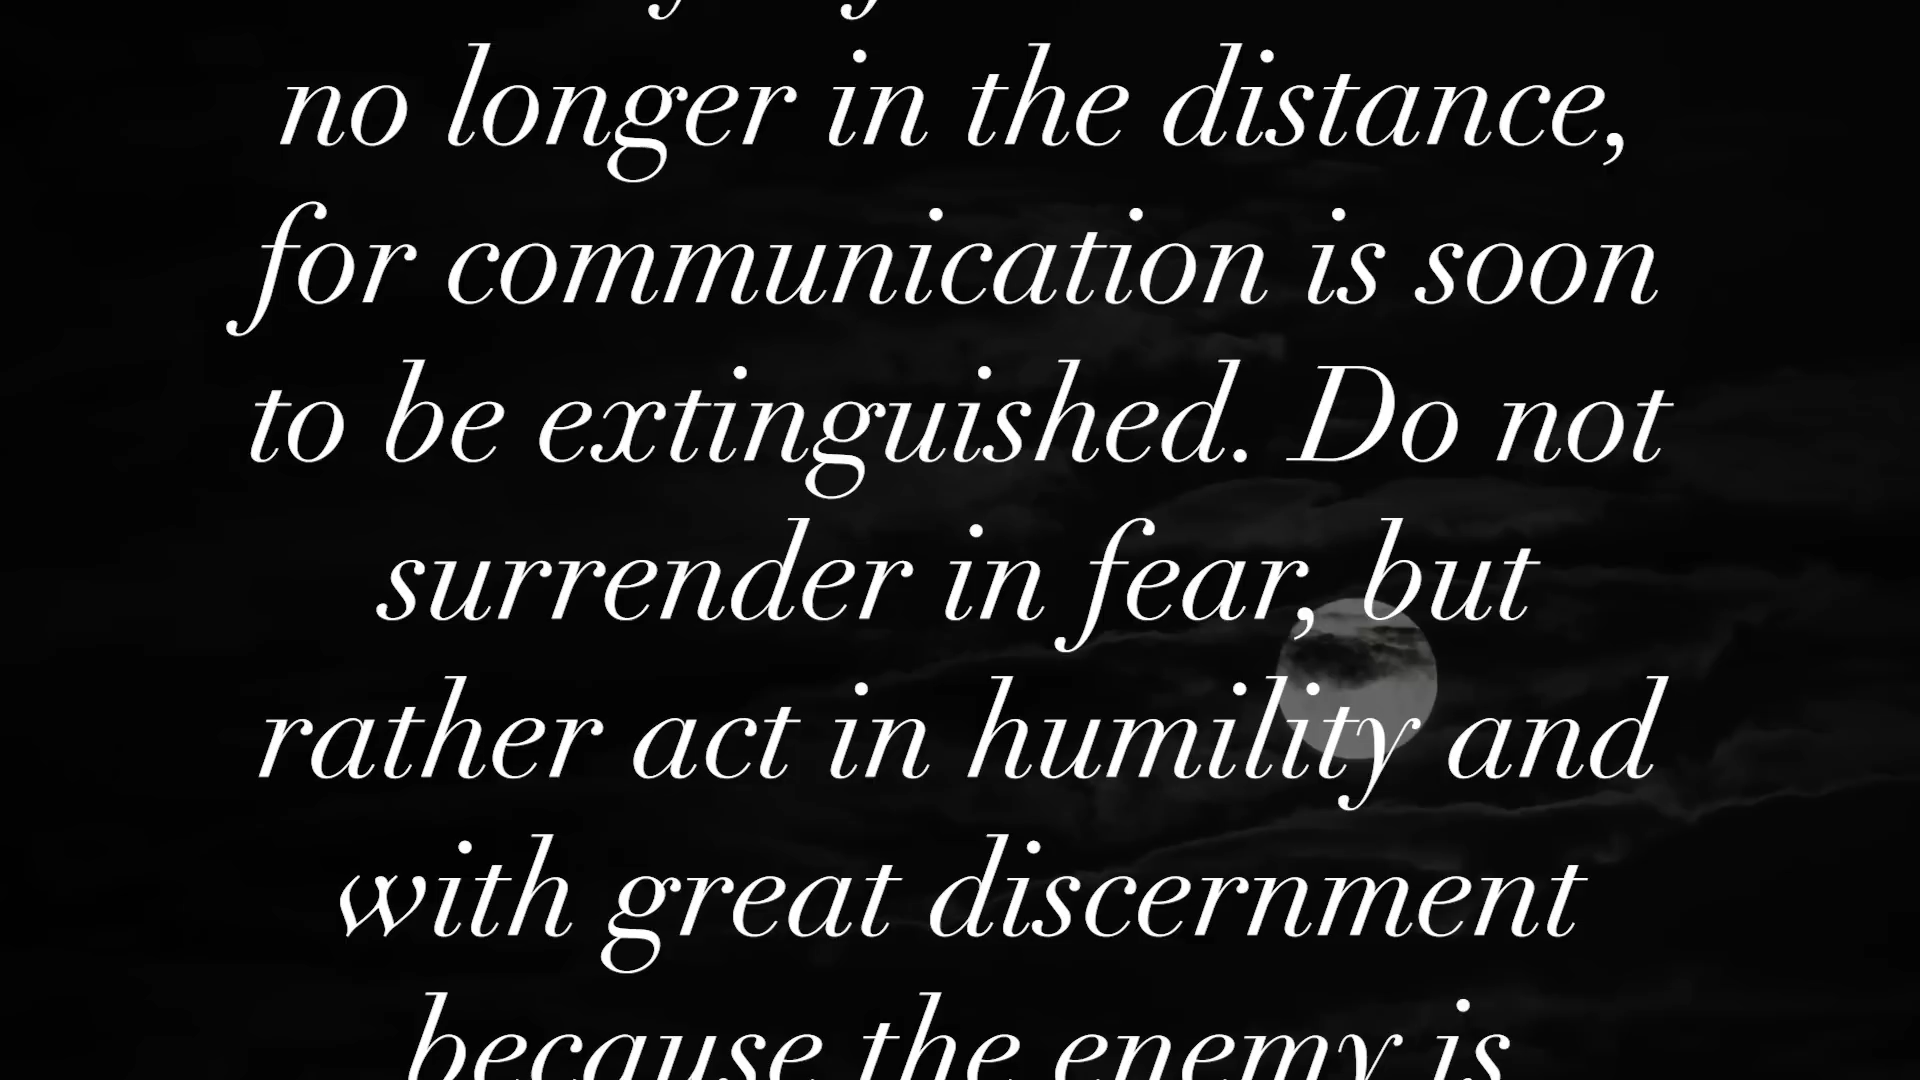 no longer in the distance,
for communication is soon
to be extinguished. Do not
surrender in fear, but
rather act in humility and
with great discernment
because the enemy is